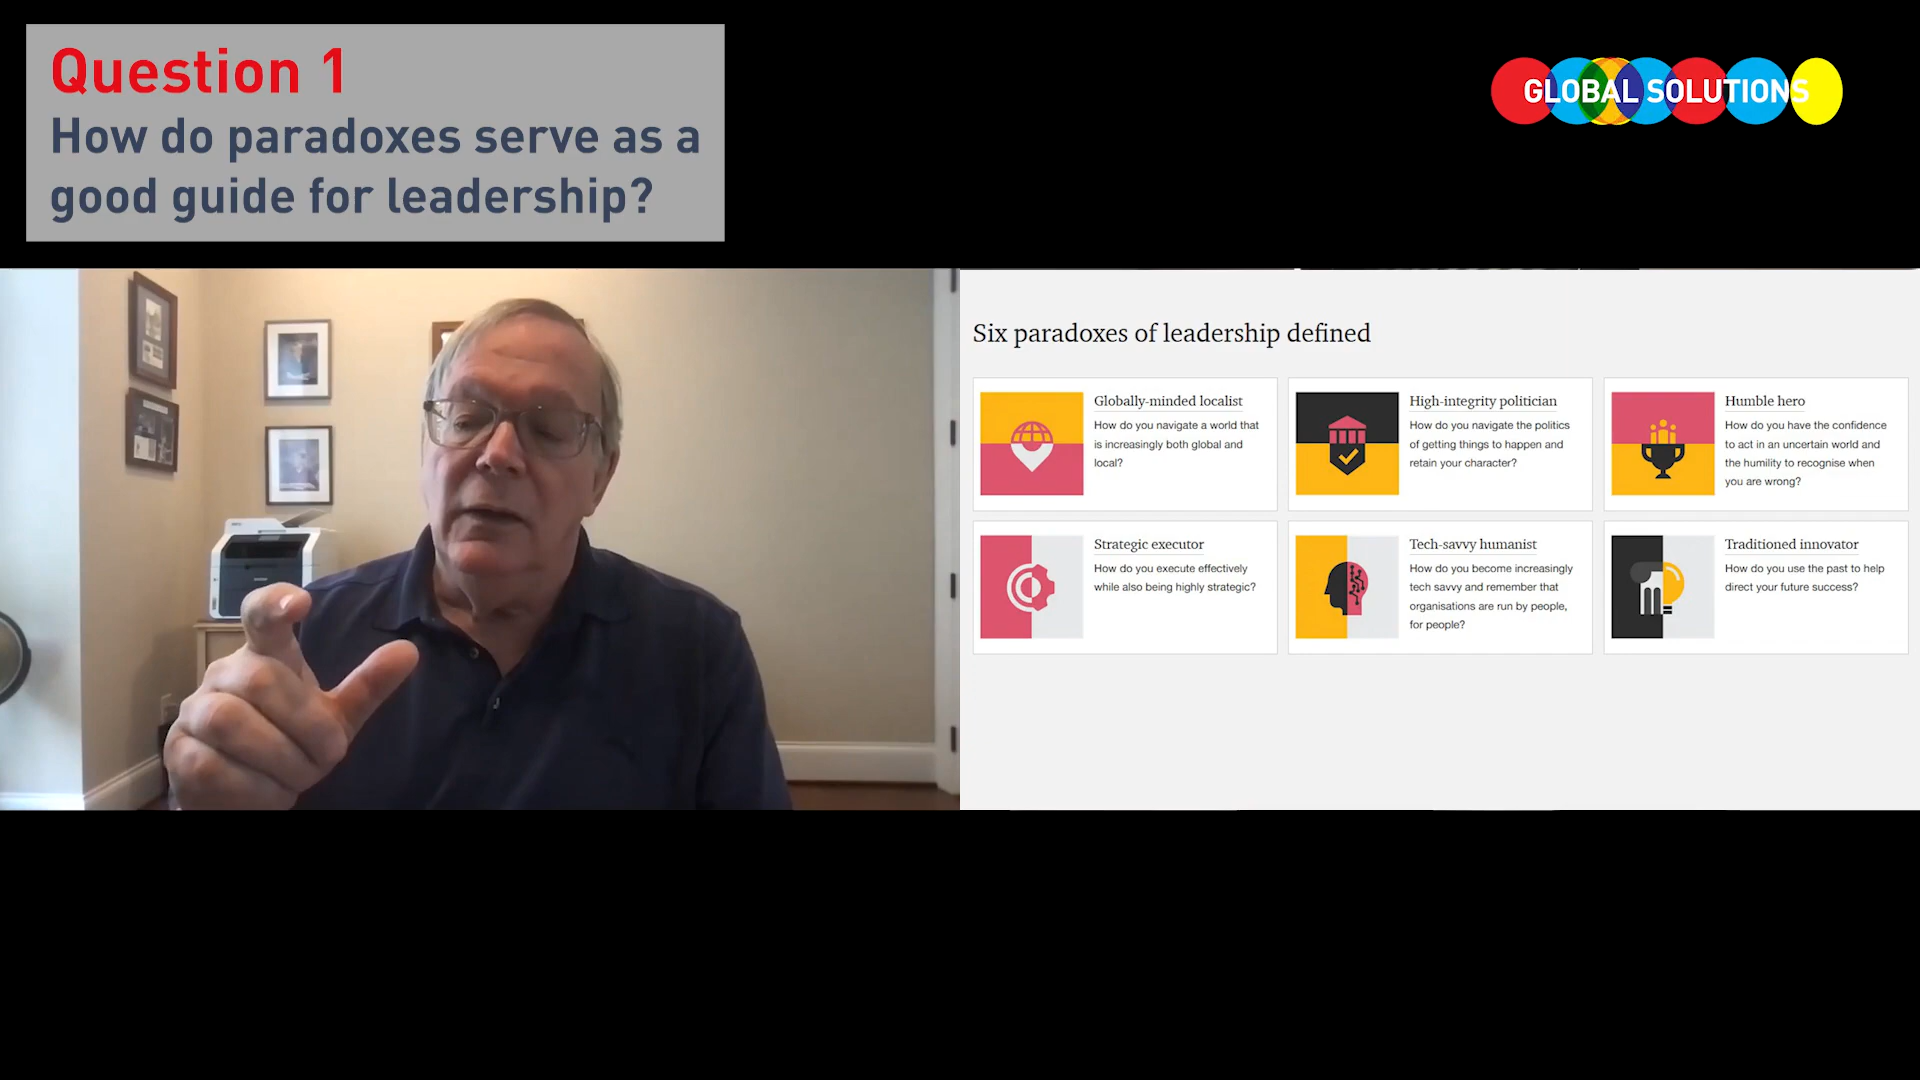 Question 1
How do paradoxes serve as a
good guide for leadership?
GLOBAL SOLUTIONS
Six paradoxes of leadership defined
Globally-minded localist
How do you navigate a world that
is increasingly both global and
local?
High-integrity politician
How do you navigate the politics
of getting things to happen and
retain your character?
Humble hero
How do you have the confidence
to act in an uncertain world and
the humility to recognise when
you are wrong?
Strategic executor
How do you execute effectively
while also being highly strategic?
Tech-savvy humanist
How do you become increasingly
tech savvy and remember that
organisations are run by people,
for people?
Traditioned innovator
How do you use the past to help
direct your future success?